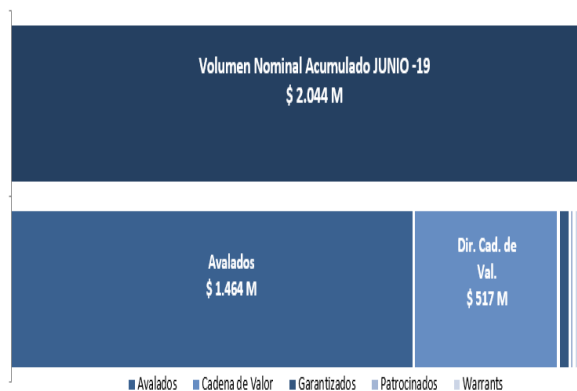 Volumen Nominal Acumulado JUNIO -19
$ 2.044 M
Avalados
$ 1.464 M
Dir. Cad. de
Val.
$ 517 M
Avalados Cadena de Valor Garantizados Patrocinados Warrants